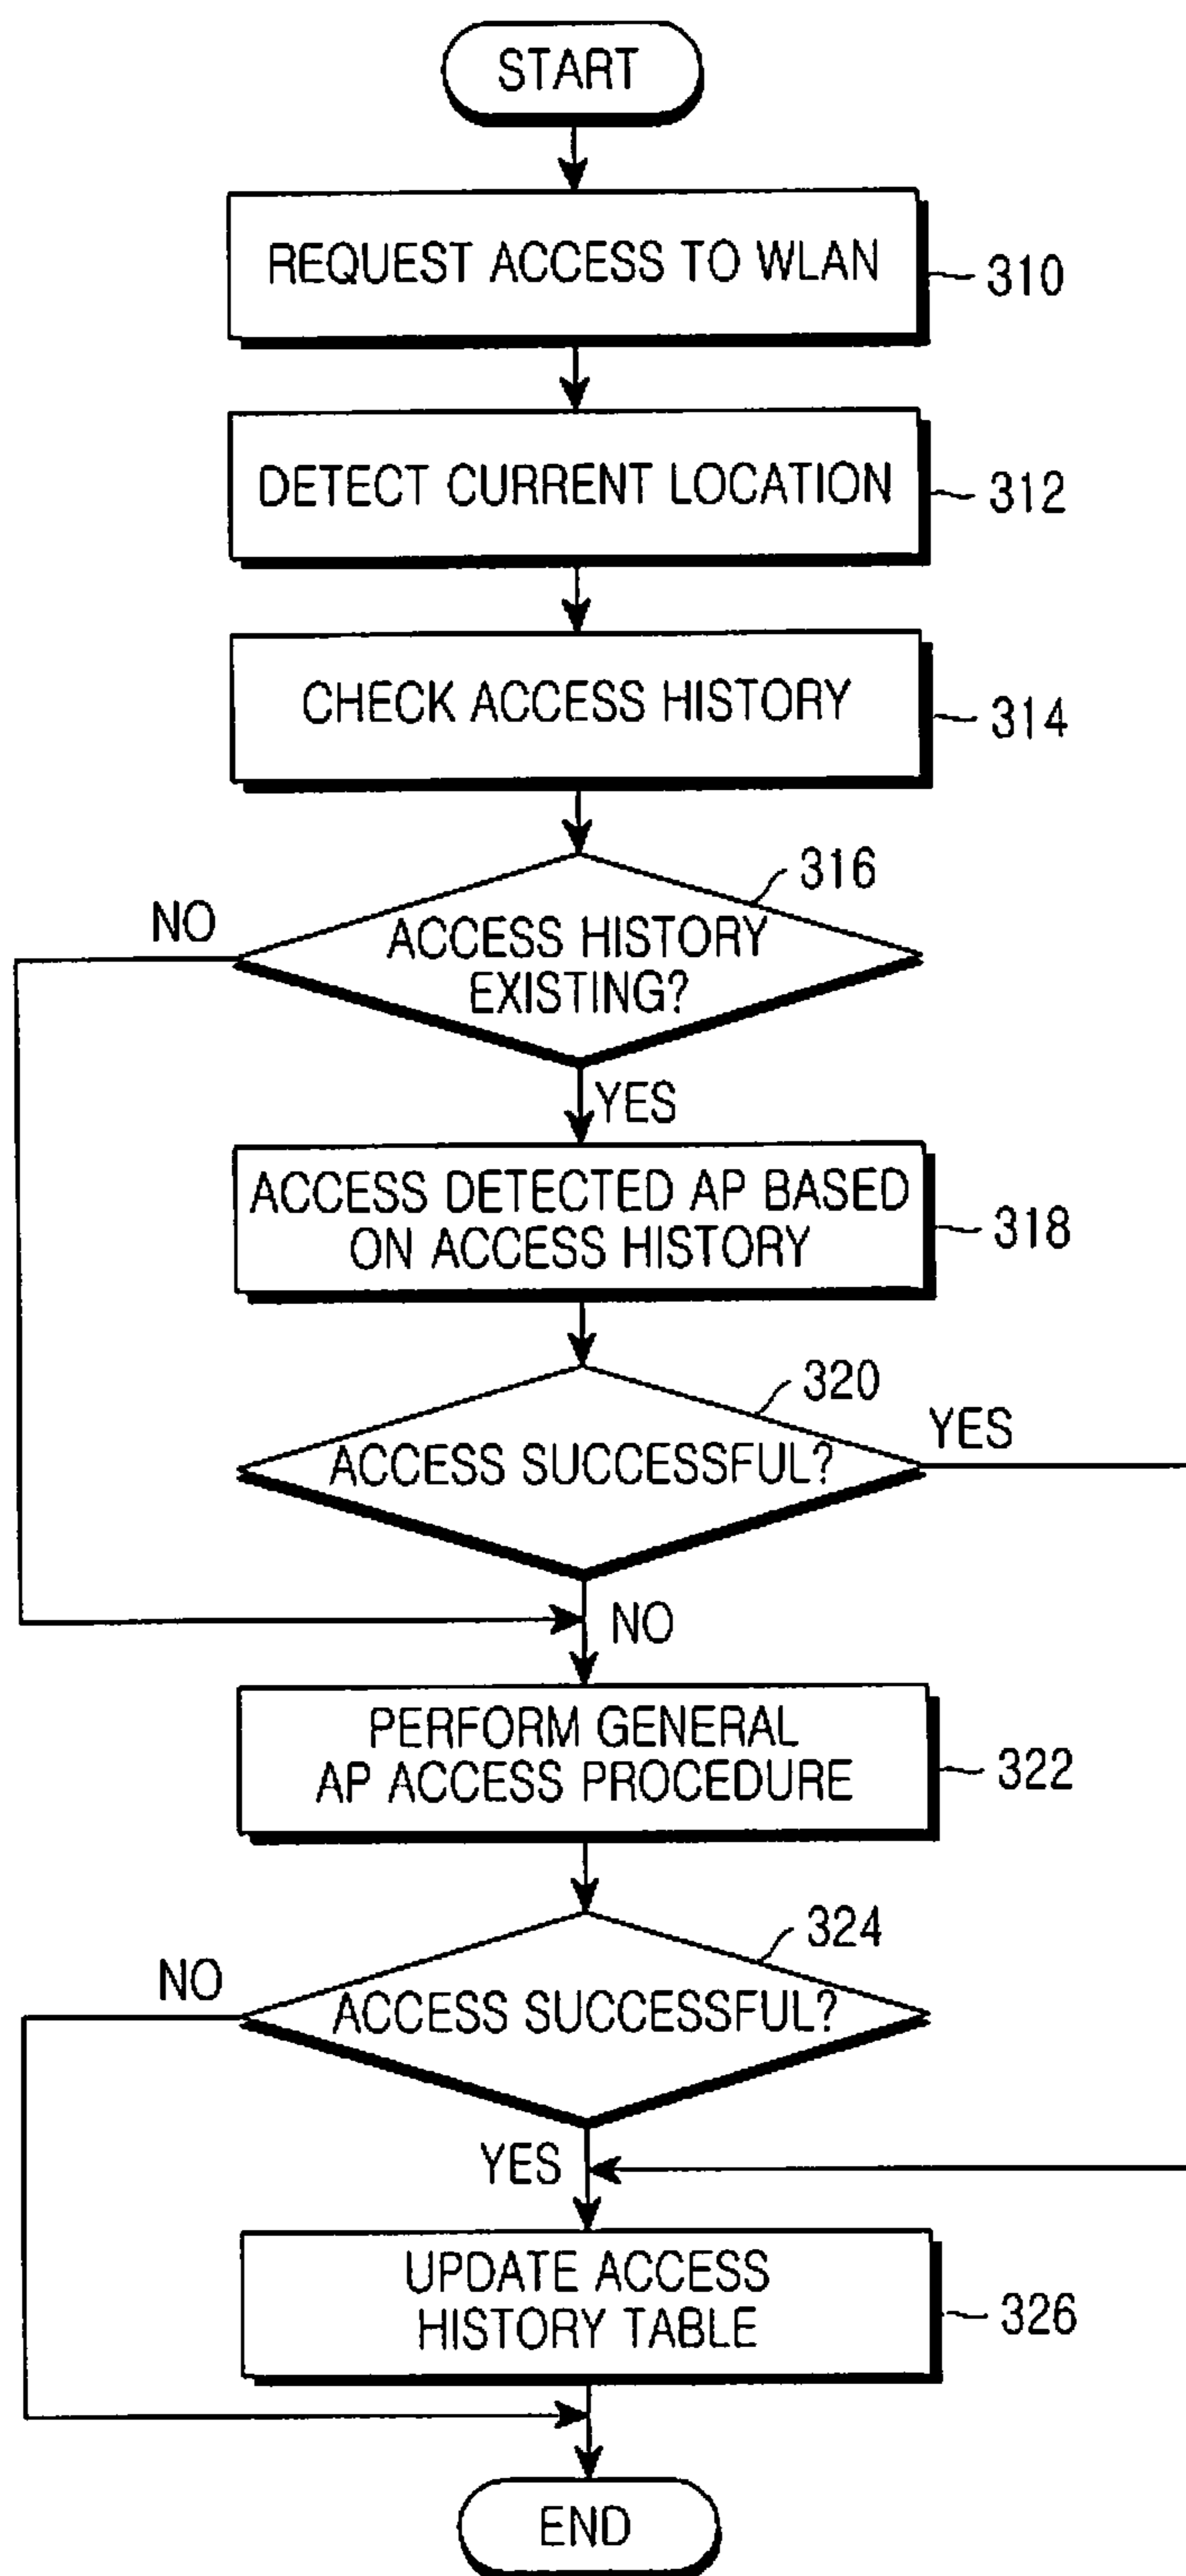 START
REQUEST ACCESS TO WLAN
310
DETECT CURRENT LOCATION
312
CHECK ACCESS HISTORY
314
316
NO
ACCESS HISTORY
EXISTING?
YES
ACCESS DETECTED AP BASED
ON ACCESS HISTORY
318
320
YES
ACCESS SUCCESSFUL?
NO
PERFORM GENERAL
AP ACCESS PROCEDURE
322
324
NO
ACCESS SUCCESSFUL?
YES
UPDATE ACCESS
HISTORY TABLE
326
END